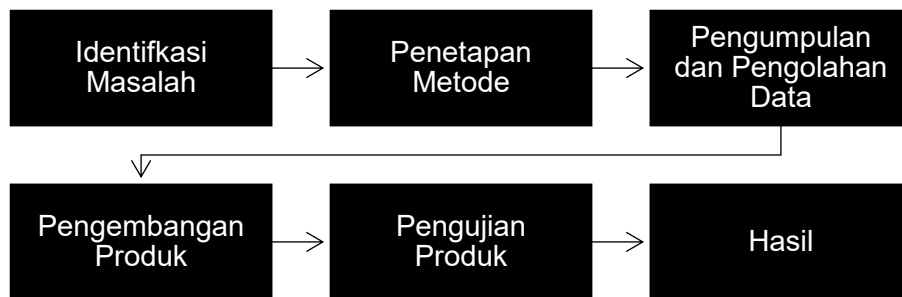 Identifkasi
Masalah
Penetapan
Metode
Pengumpulan
dan Pengolahan
Data
Pengembangan
Produk
Pengujian
Produk
Hasil